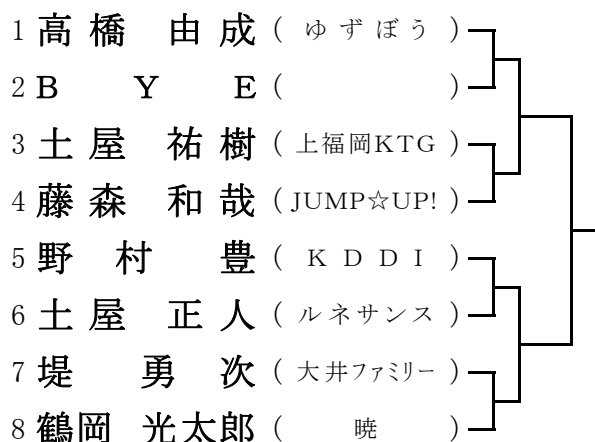 1 高橋 由成 ( ゆずぼう )
2 B Y E ( )
3 土屋 祐樹 ( 上福岡KTG )
4 藤森 和哉 ( JUMP☆UP! )
5 野村 豊 ( KDDI )
6 土屋 正人 ( ルネサンス )
7 堤 勇次 ( 大井ファミリー )
8 鶴岡 光太郎 ( 暁 )